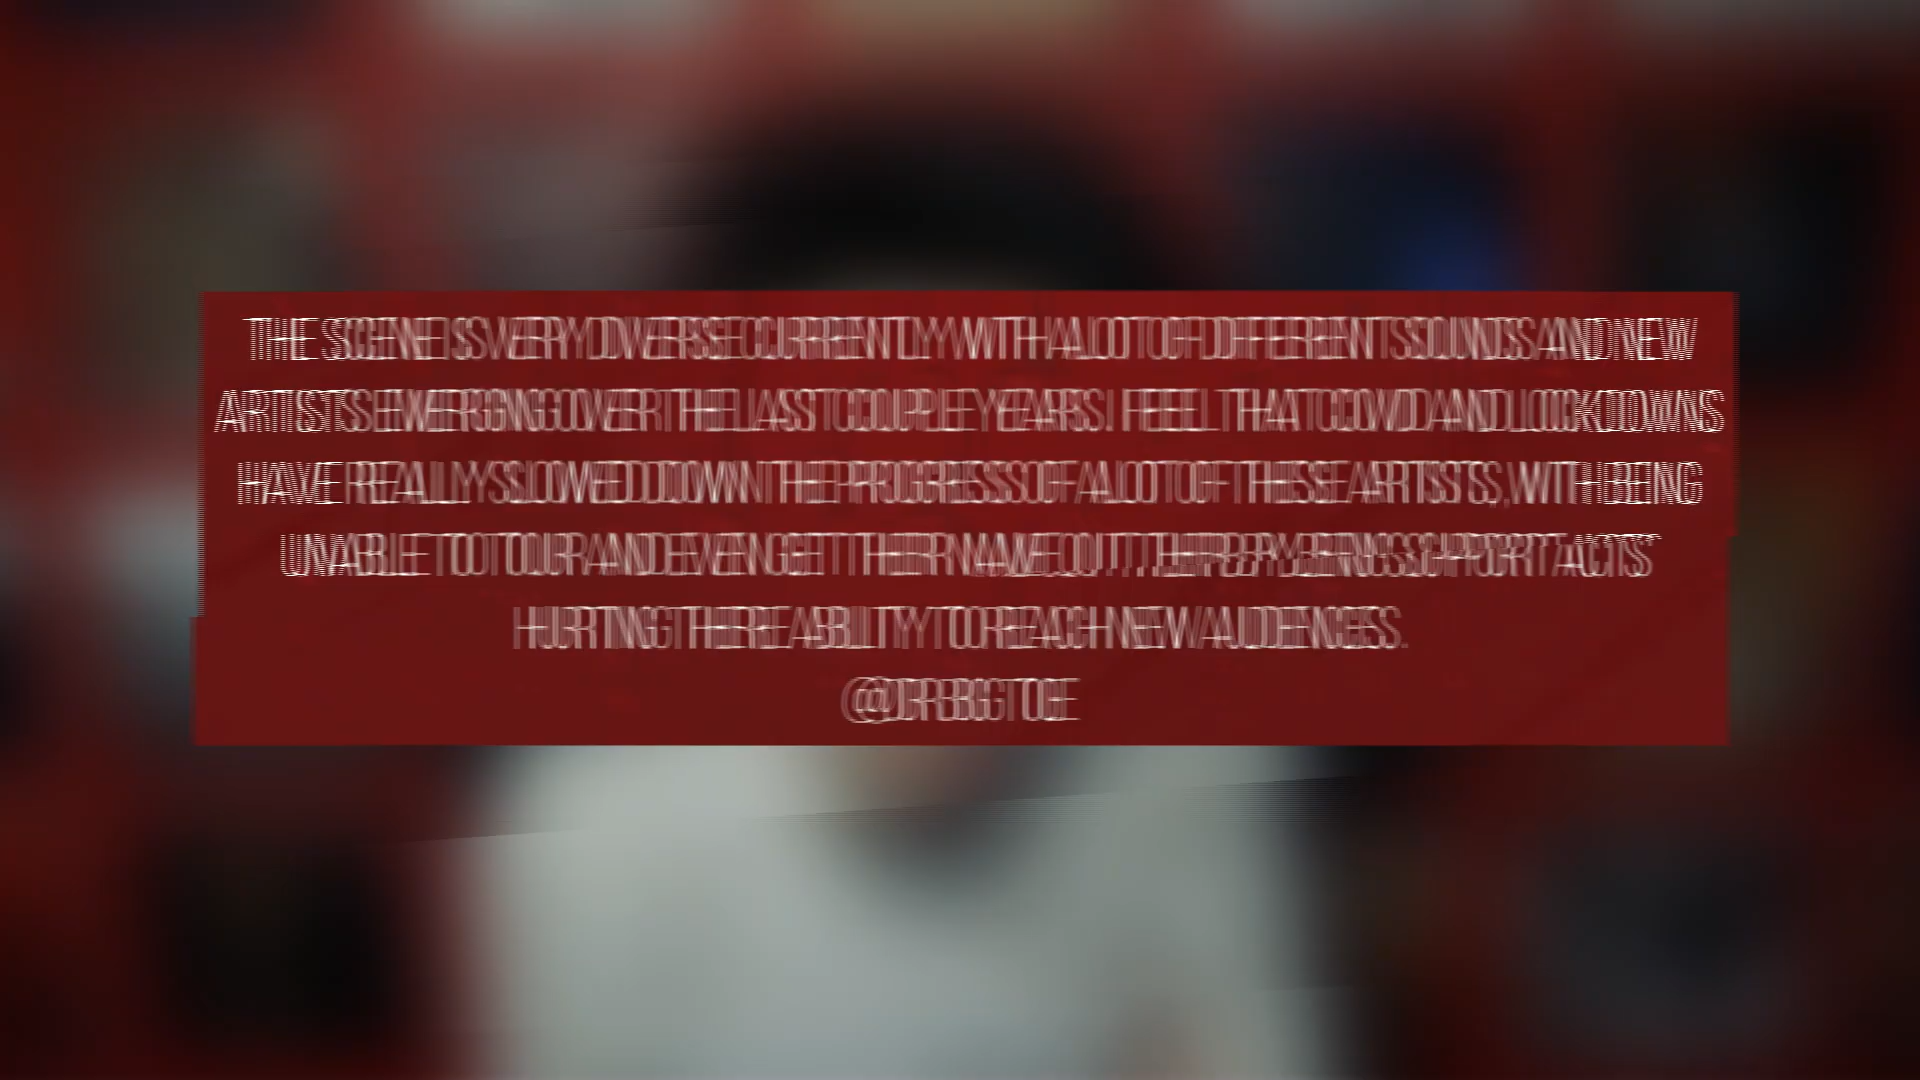 THE SCENE IS VERY DIVERSE CURRENTLY WITH A LOT OF DIFFERENT SOUNDS AND NEW
ARTISTS EMERGING OVER THE LAST COUPLE YEARS. I FEEL THAT COVID AND LOCKDOWNS
HAVE REALLY SLOWED DOWN THE PROGRESS OF A LOT OF THESE ARTISTS, WITH BEING
UNABLE TO TOUR AND EVEN GET THEIR NAME OUT THERE BY BEING SUPPORT ACTS
HURTING THERE ABILITY TO REACH NEW AUDIENCES.